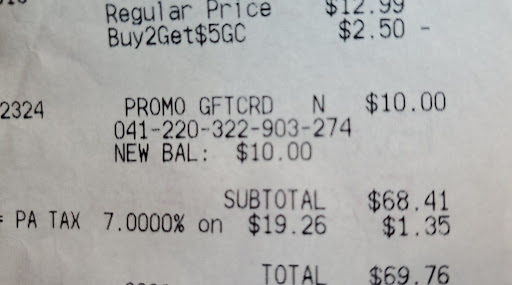 Regular Price $12.99
Buy2Get$5GC $2.50 -
2324 PROMO GFTCRD N $10.00
041-220-322-903-274
NEW BAL: $10.00
SUBTOTAL $68.41
= PA TAX 7.0000% on $19.26 $1.35
TOTAL $69.76